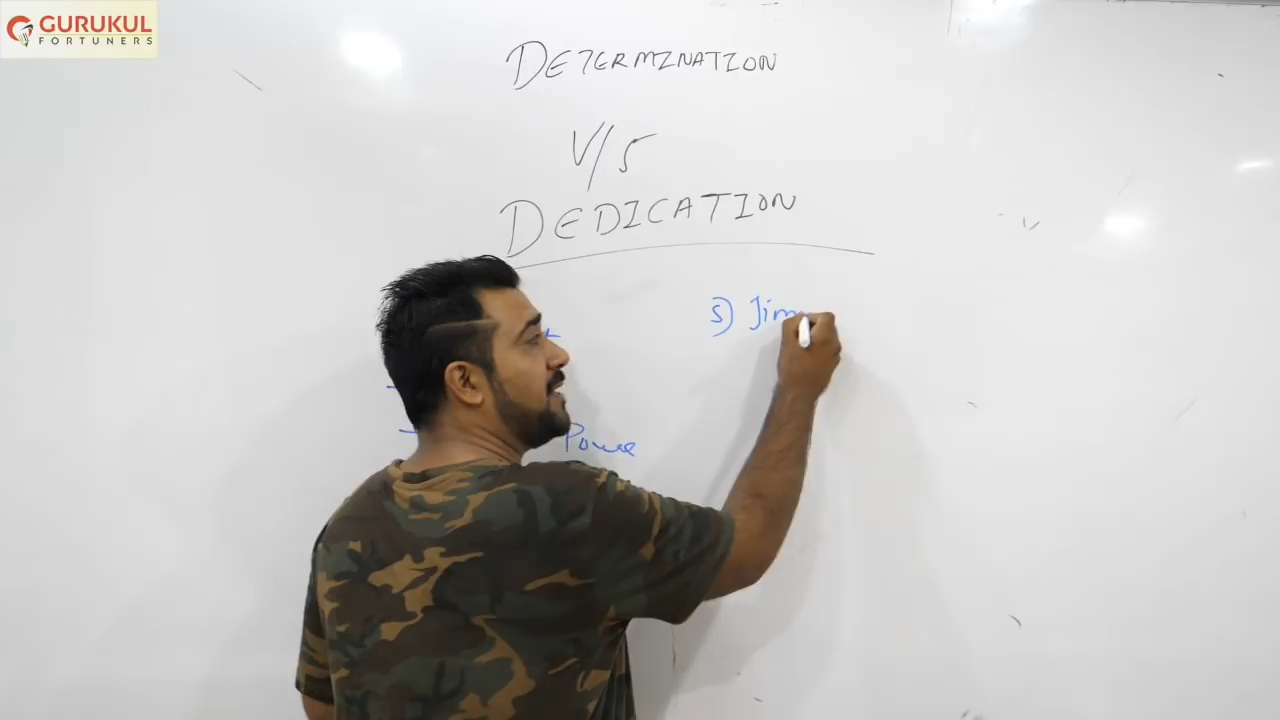 GURUKUL
FORTUNERS
DETERMINATION
V/S
DEDICATION
5) Jim
Powe